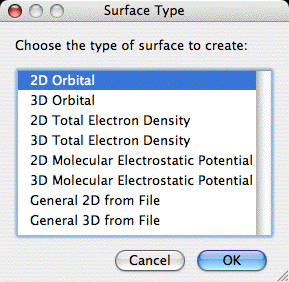 Surface Type
Choose the type of surface to create:
2D Orbital
3D Orbital
2D Total Electron Density
3D Total Electron Density
2D Molecular Electrostatic Potential
3D Molecular Electrostatic Potential
General 2D from File
General 3D from File
Cancel OK